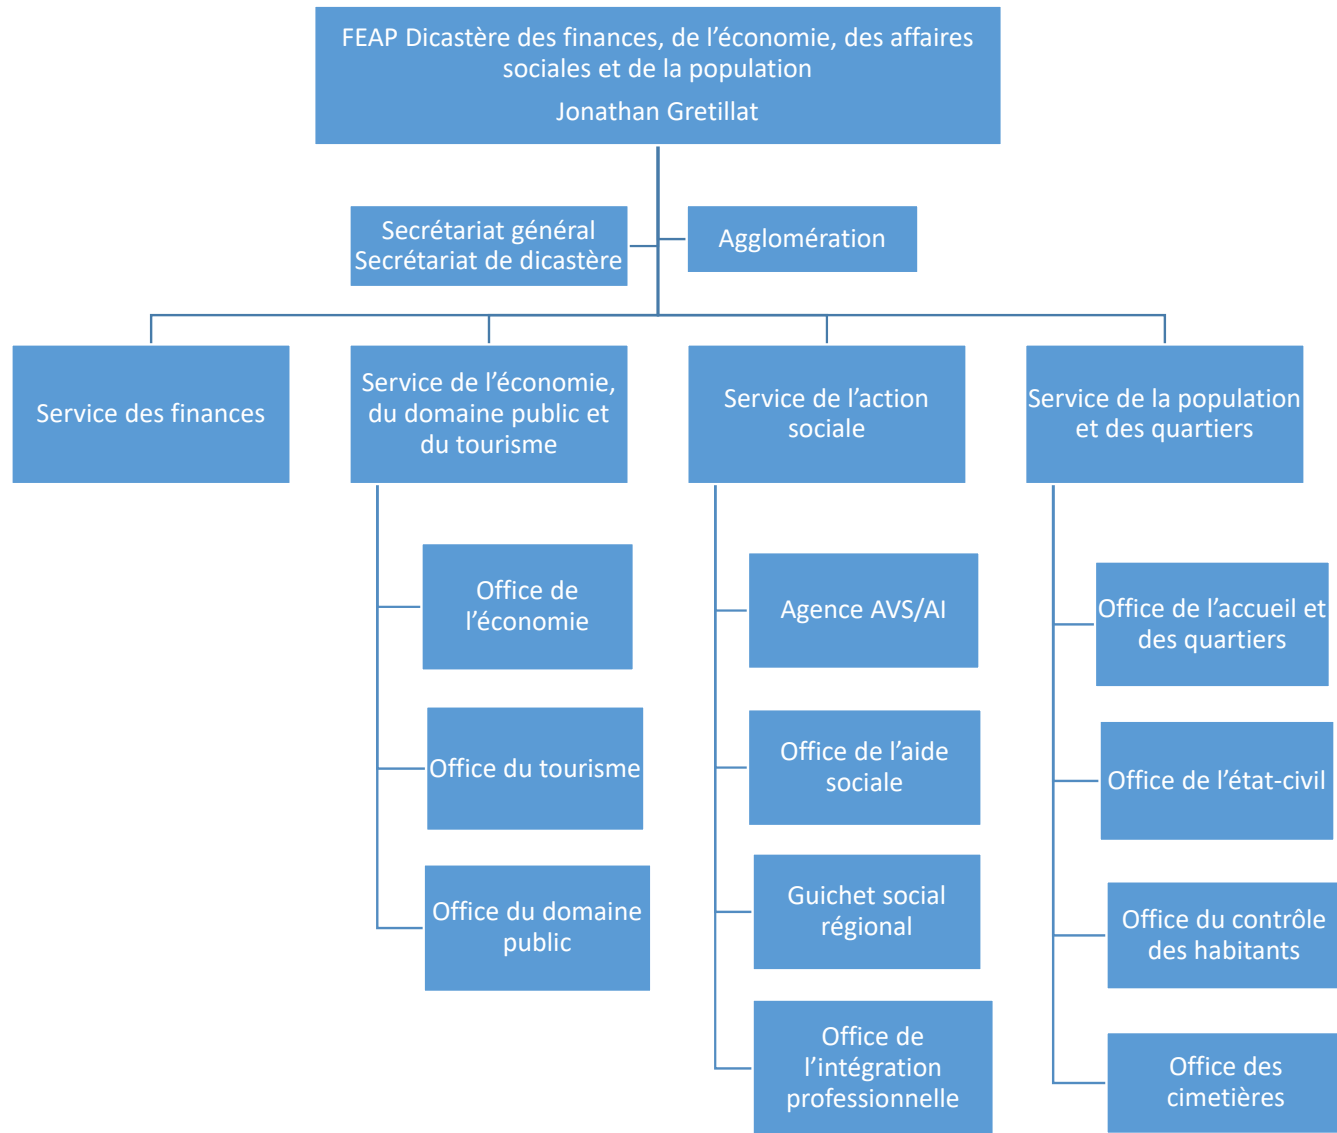 FEAP Dicastère des finances, de l’économie, des affaires
sociales et de la population
Jonathan Gretillat
Secrétariat général
Secrétariat de dicastère
Agglomération
Service des finances
Service de l’économie,
du domaine public et
du tourisme
Service de l’action
sociale
Service de la population
et des quartiers
Office de
l’économie
Office du tourisme
Office du domaine
public
Agence AVS/AI
Office de l’aide
sociale
Guichet social
régional
Office de
l’intégration
professionnelle
Office de l’accueil et
des quartiers
Office de l’état-civil
Office du contrôle
des habitants
Office des
cimetières